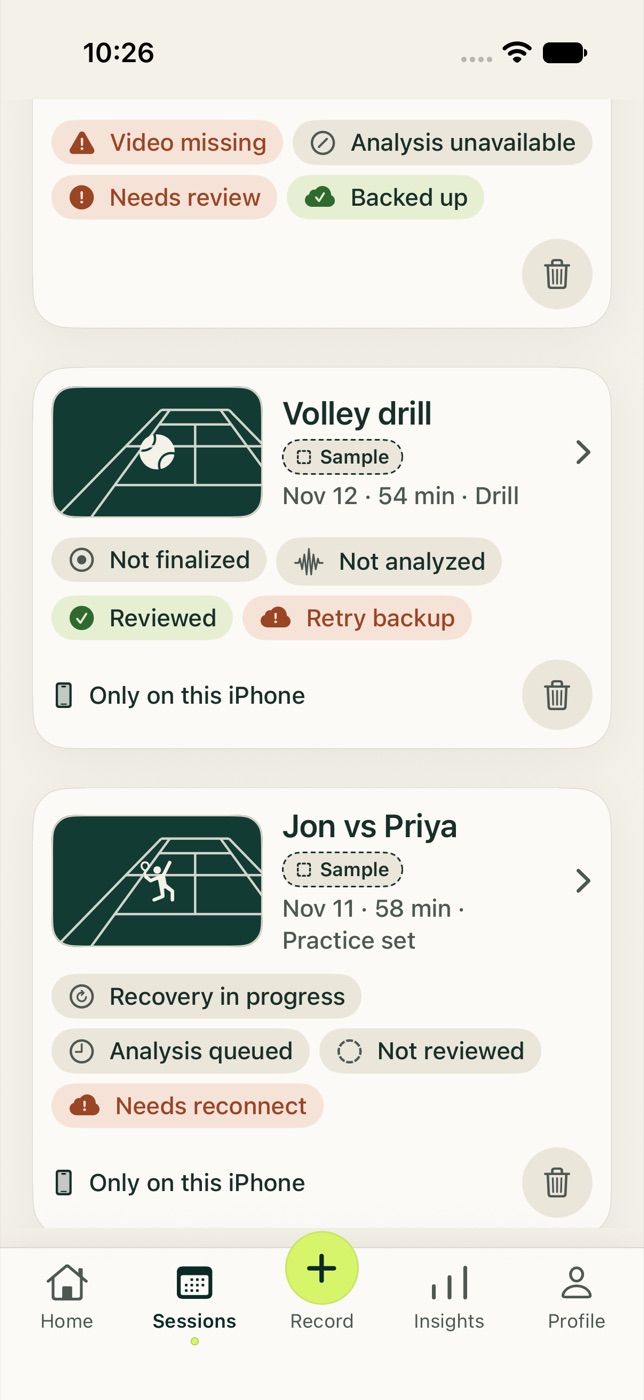 10:26
Video missing
Analysis unavailable
Needs review
Backed up
Volley drill
Sample
Nov 12 · 54 min · Drill
Not finalized
Not analyzed
Reviewed
Retry backup
Only on this iPhone
Jon vs Priya
Sample
Nov 11 · 58 min ·
Practice set
Recovery in progress
Analysis queued
Not reviewed
Needs reconnect
Only on this iPhone
Home
Sessions
Record
Insights
Profile